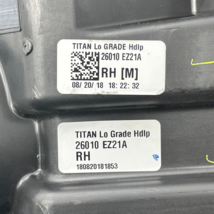 TITAN Lo GRADE Hdlp
26010 EZ21A
RH [M]
08/20/18 18:22:32
TITAN Lo Grade Hdlp
26010 EZ21A
RH
180820181853